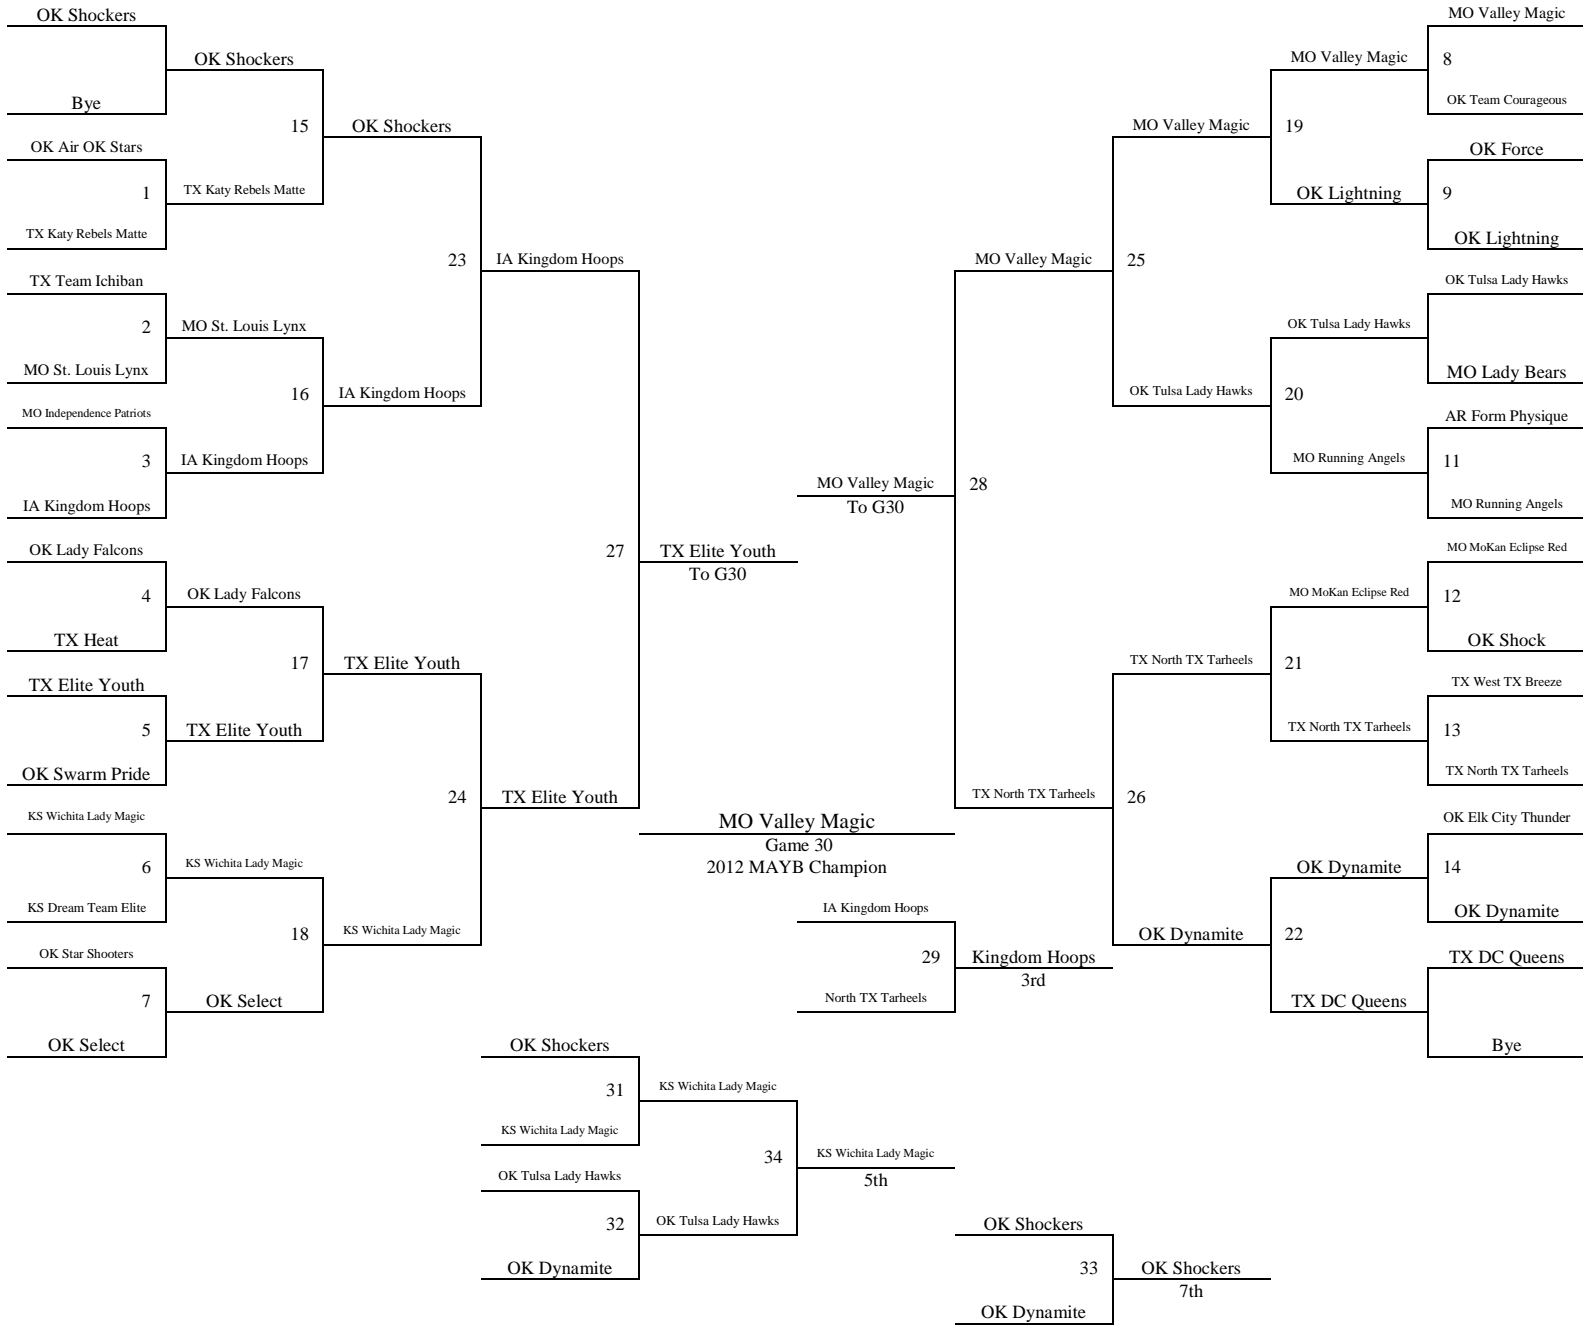 OK Shockers
Bye
OK Air OK Stars
1
TX Katy Rebels Matte
TX Team Ichiban
2
MO St. Louis Lynx
MO Independence Patriots
3
IA Kingdom Hoops
OK Lady Falcons
4
TX Heat
TX Elite Youth
5
OK Swarm Pride
KS Wichita Lady Magic
6
KS Dream Team Elite
OK Star Shooters
7
OK Select
OK Shockers
15
TX Katy Rebels Matte
MO St. Louis Lynx
16
IA Kingdom Hoops
OK Lady Falcons
17
TX Elite Youth
KS Wichita Lady Magic
18
OK Select
OK Shockers
23
IA Kingdom Hoops
TX Elite Youth
24
KS Wichita Lady Magic
IA Kingdom Hoops
27
TX Elite Youth
TX Elite Youth
To G30
MO Valley Magic
To G30
MO Valley Magic
Game 30
2012 MAYB Champion
IA Kingdom Hoops
29
North TX Tarheels
Kingdom Hoops
3rd
MO Valley Magic
28
TX North TX Tarheels
MO Valley Magic
25
OK Tulsa Lady Hawks
TX North TX Tarheels
26
OK Dynamite
MO Valley Magic
19
OK Lightning
OK Tulsa Lady Hawks
20
MO Running Angels
MO MoKan Eclipse Red
21
TX North TX Tarheels
OK Dynamite
22
TX DC Queens
MO Valley Magic
8
OK Team Courageous
OK Force
9
OK Lightning
OK Tulsa Lady Hawks
MO Lady Bears
AR Form Physique
11
MO Running Angels
MO MoKan Eclipse Red
12
OK Shock
TX West TX Breeze
13
TX North TX Tarheels
OK Elk City Thunder
14
OK Dynamite
TX DC Queens
Bye
OK Shockers
31
KS Wichita Lady Magic
OK Tulsa Lady Hawks
32
OK Dynamite
KS Wichita Lady Magic
34
OK Tulsa Lady Hawks
KS Wichita Lady Magic
5th
OK Shockers
33
OK Dynamite
OK Shockers
7th